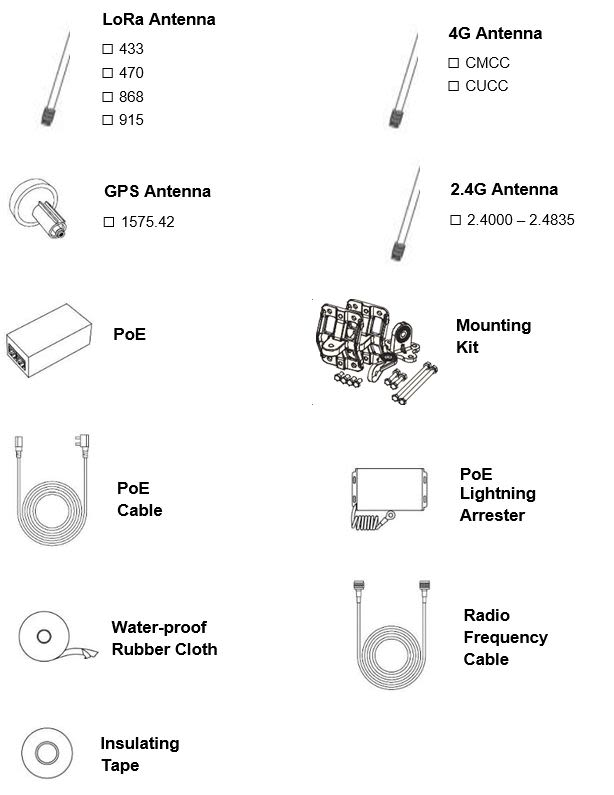 LoRa Antenna
☐ 433
☐ 470
☐ 868
☐ 915
4G Antenna
☐ CMCC
☐ CUCC
GPS Antenna
☐ 1575.42
2.4G Antenna
☐ 2.4000 – 2.4835
PoE
Mounting
Kit
PoE
Cable
PoE
Lightning
Arrester
Water-proof
Rubber Cloth
Radio
Frequency
Cable
Insulating
Tape